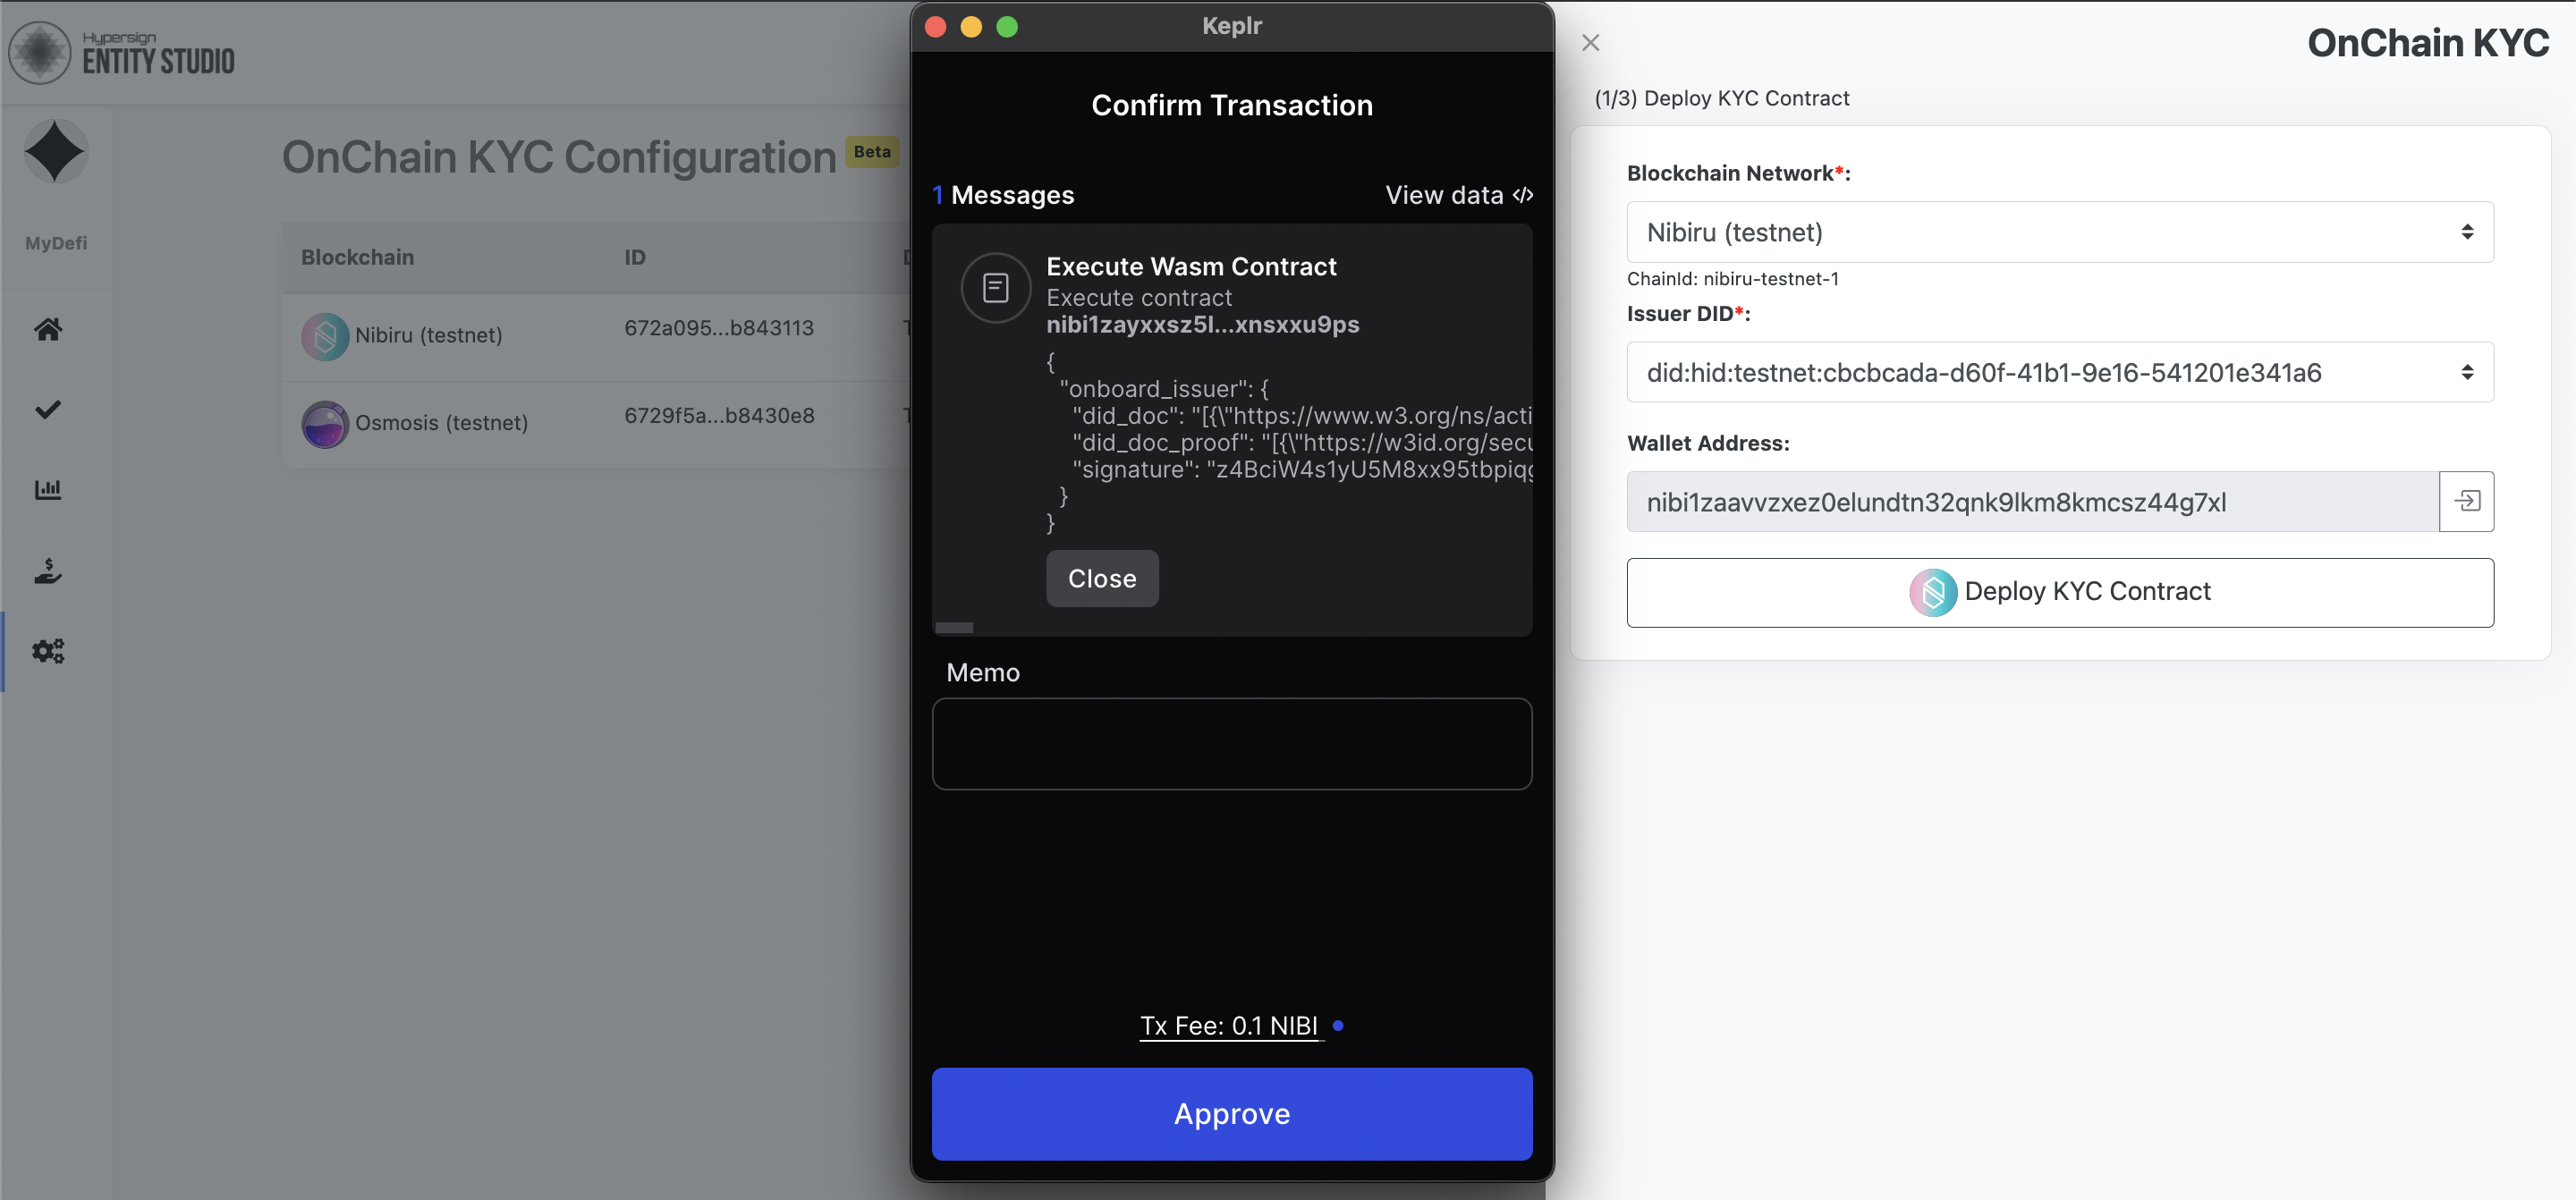 Hypersign
ENTITY STUDIO
MyDefi
OnChain KYC Configuration Beta
Blockchain ID
Nibiru (testnet) 672a095...b843113
Osmosis (testnet) 6729f5a...b8430e8
Keplr
Confirm Transaction
1 Messages View data </>
Execute Wasm Contract
Execute contract
nibi1zayxxsz5l...xnsxxu9ps
{
"onboard_issuer": {
"did_doc": "[{\"https://www.w3.org/ns/acti
"did_doc_proof": "[{\"https://w3id.org/secu
"signature": "z4BciW4s1yU5M8xx95tbpiqg
}
}
Close
Memo
Tx Fee: 0.1 NIBI
Approve
OnChain KYC
(1/3) Deploy KYC Contract
Blockchain Network*:
Nibiru (testnet)
ChainId: nibiru-testnet-1
Issuer DID*:
did:hid:testnet:cbcbcada-d60f-41b1-9e16-541201e341a6
Wallet Address:
nibi1zaavvzxez0elundtn32qnk9lkm8kmcsz44g7xl
Deploy KYC Contract